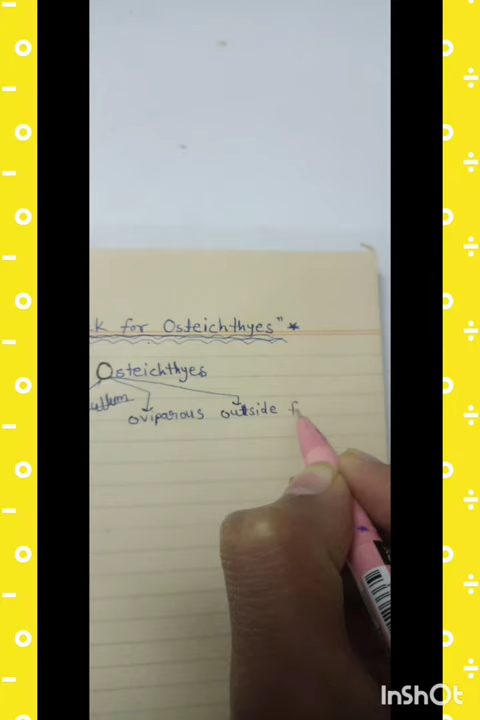 k for Osteichthyes" *
Osteichthyes
oviparous outside f
InShOt